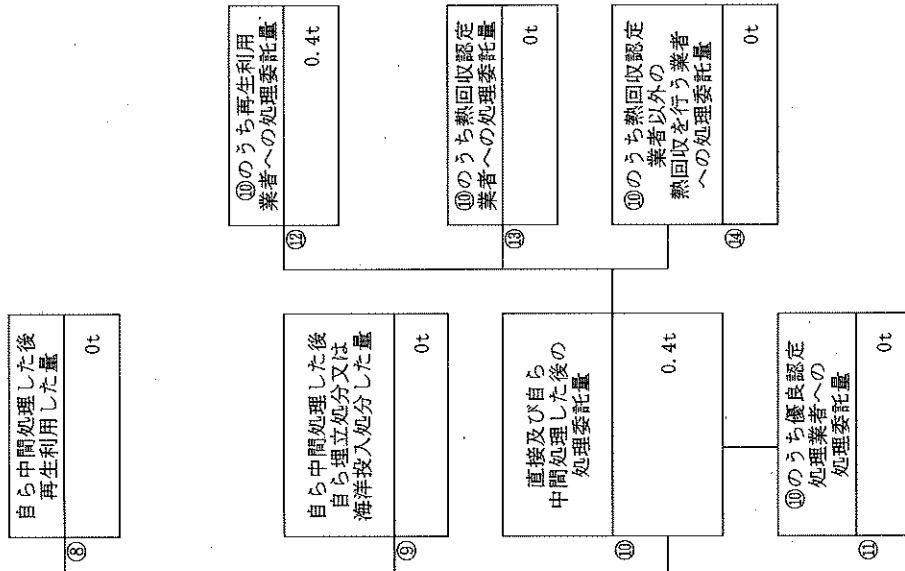 自ら中間処理した後
再生利用した量
⑧
0t
自ら中間処理した後
自ら埋立処分又は
海洋投入処分した量
⑨
0t
直接及び自ら
中間処理した後の
処理委託量
⑩
0.4t
⑩のうち優良認定
処理業者への
処理委託量
⑪
0t
⑩のうち再生利用
業者への処理委託量
⑫
0.4t
⑩のうち熱回収認定
業者への処理委託量
⑬
0t
⑩のうち熱回収認定
業者以外の
熱回収を行う業者
への処理委託量
⑭
0t